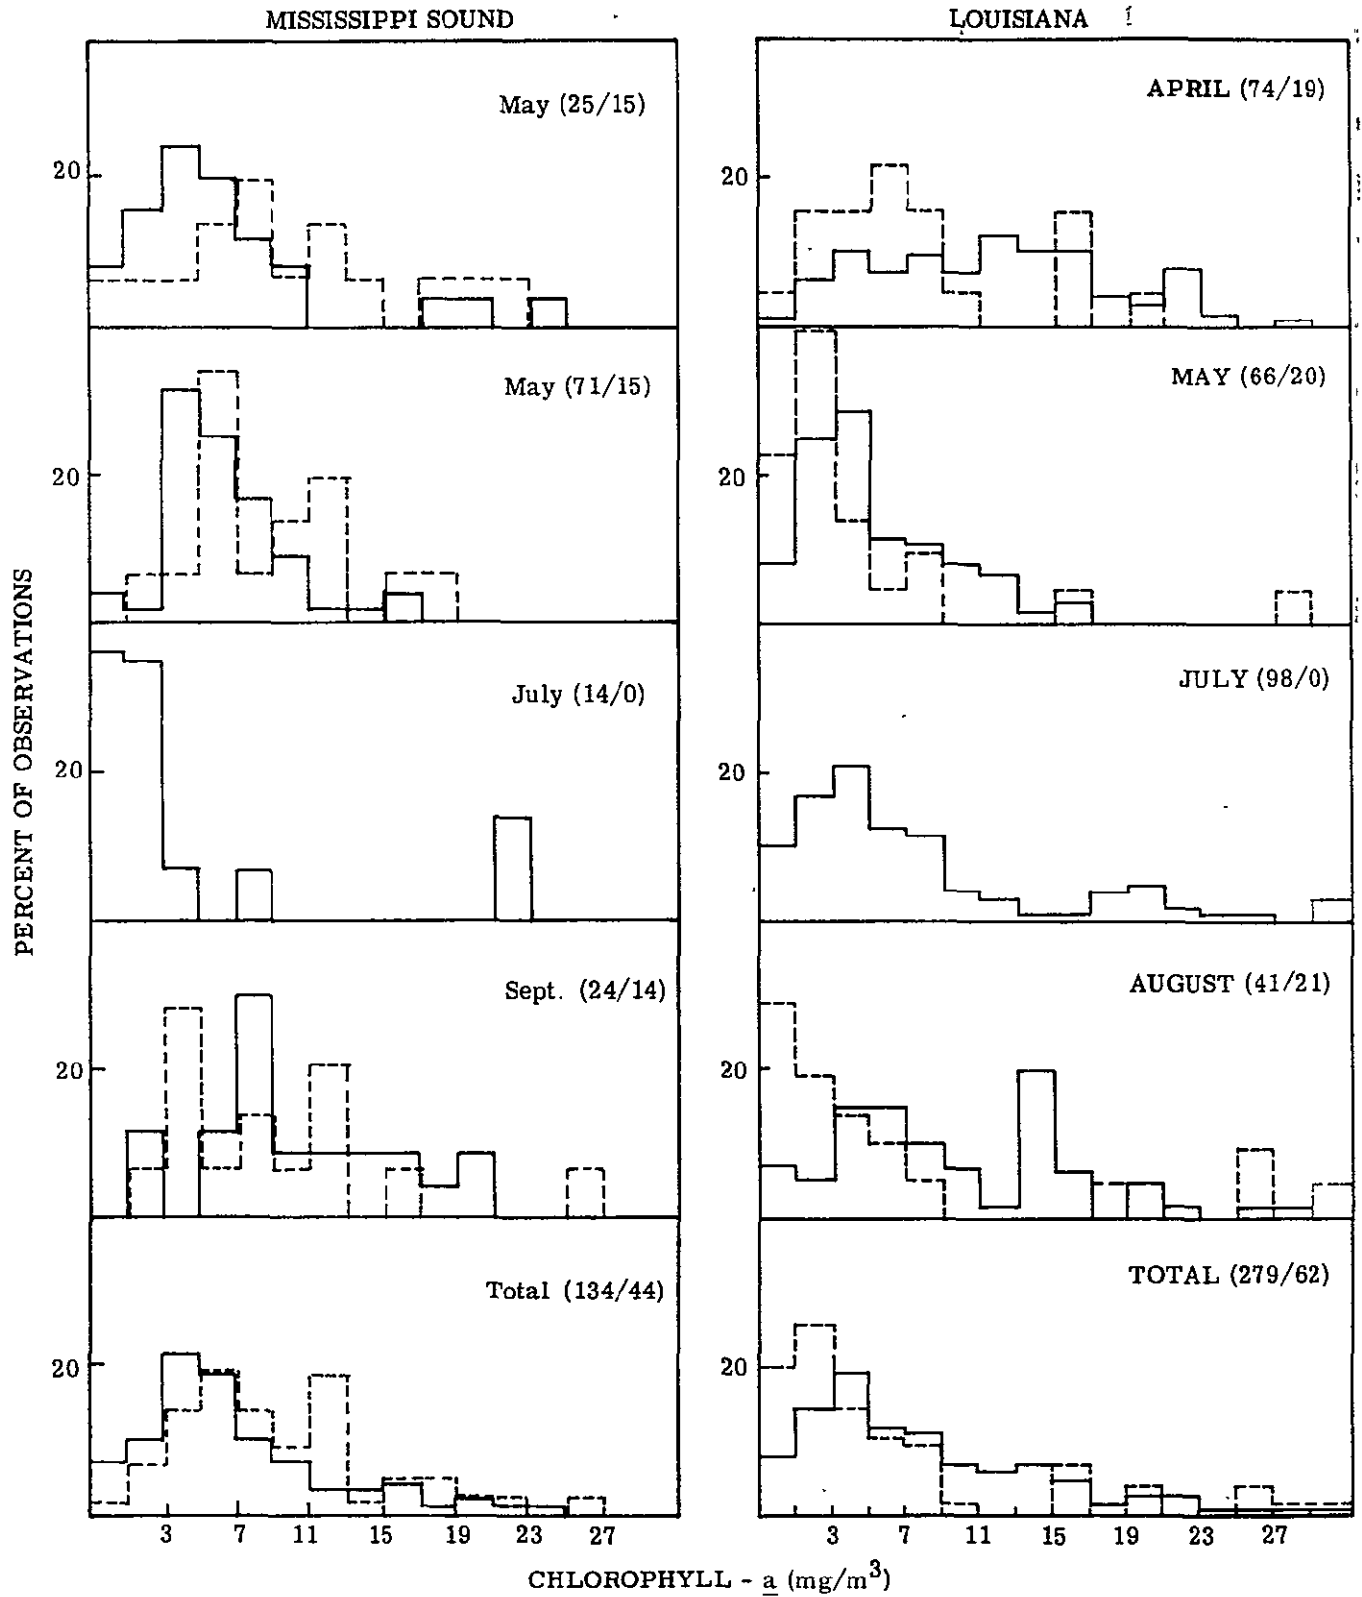 MISSISSIPPI SOUND
LOUISIANA
May (25/15)
20
May (71/15)
20
July (14/0)
20
Sept. (24/14)
20
Total (134/44)
20
3 7 11 15 19 23 27
APRIL (74/19)
20
MAY (66/20)
20
JULY (98/0)
20
AUGUST (41/21)
20
TOTAL (279/62)
20
3 7 11 15 19 23 27
PERCENT OF OBSERVATIONS
CHLOROPHYLL - a (mg/m³)